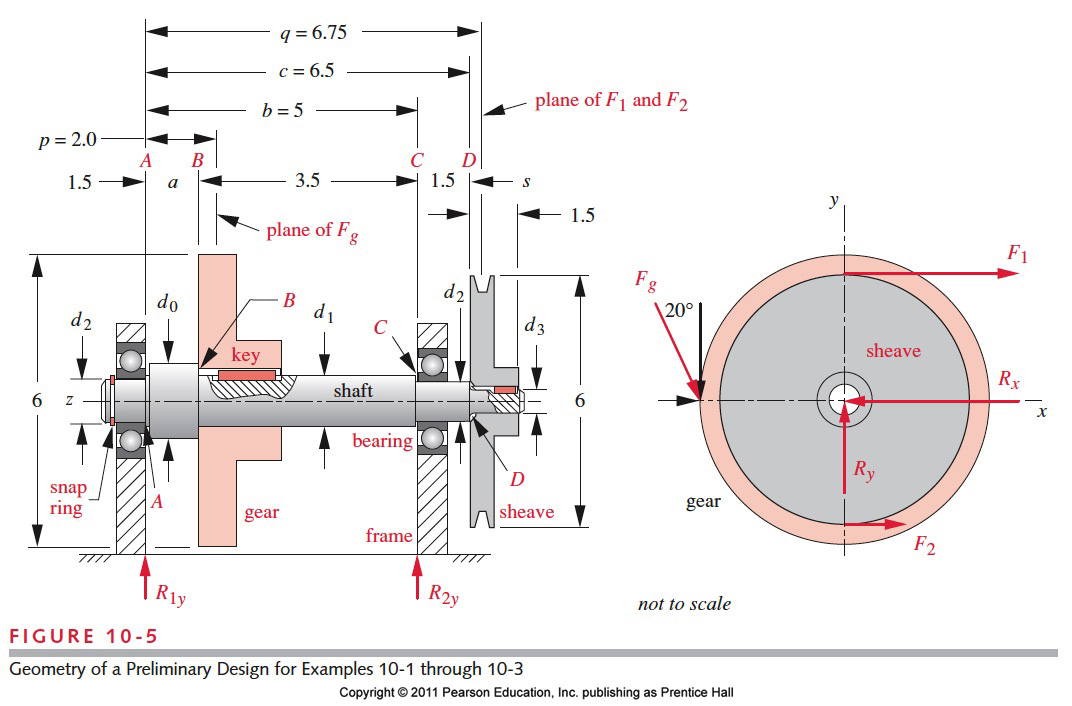 q = 6.75
c = 6.5
b = 5
plane of F1 and F2
p = 2.0
A B C D
1.5 a 3.5 1.5 s
1.5
plane of Fg
y
F1
Fg
20°
d2 d0 B d1 C d2 d3
key
sheave
Rx
6 z shaft 6
x
bearing
Ry
snap
ring
A
gear
D
sheave
gear
frame
F2
R1y R2y
not to scale
FIGURE 10-5
Geometry of a Preliminary Design for Examples 10-1 through 10-3
Copyright © 2011 Pearson Education, Inc. publishing as Prentice Hall